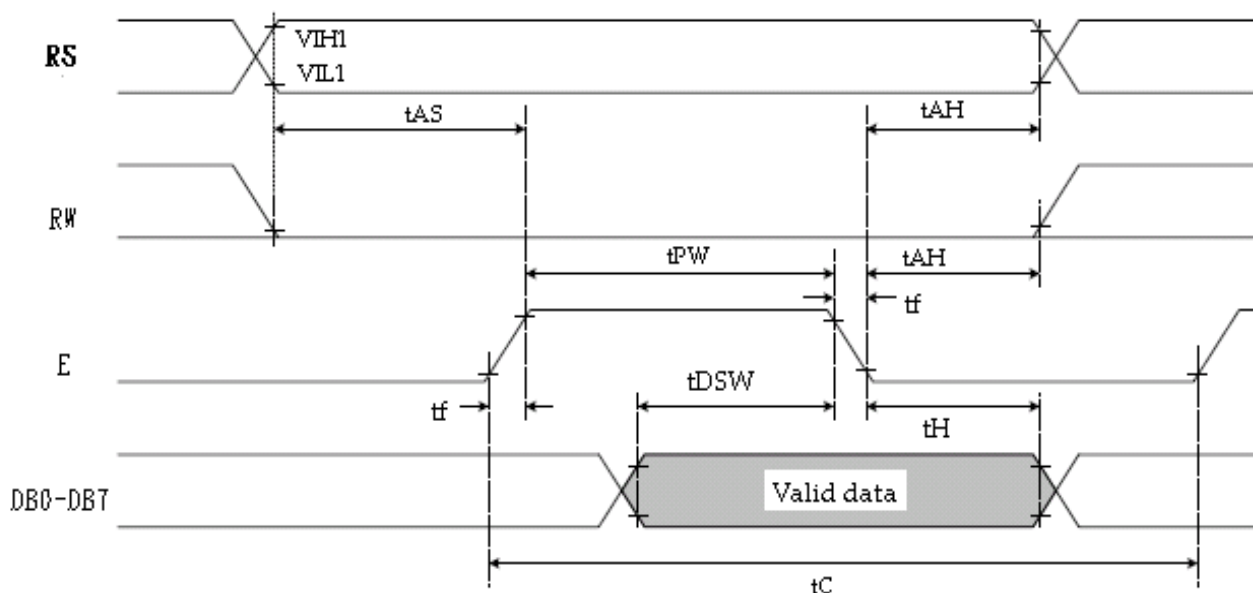 RS
VIH1
VIL1
tAS
tAH
RW
tPW
tAH
tf
E
tDSW
tf
tH
DB0-DB7
Valid data
tC